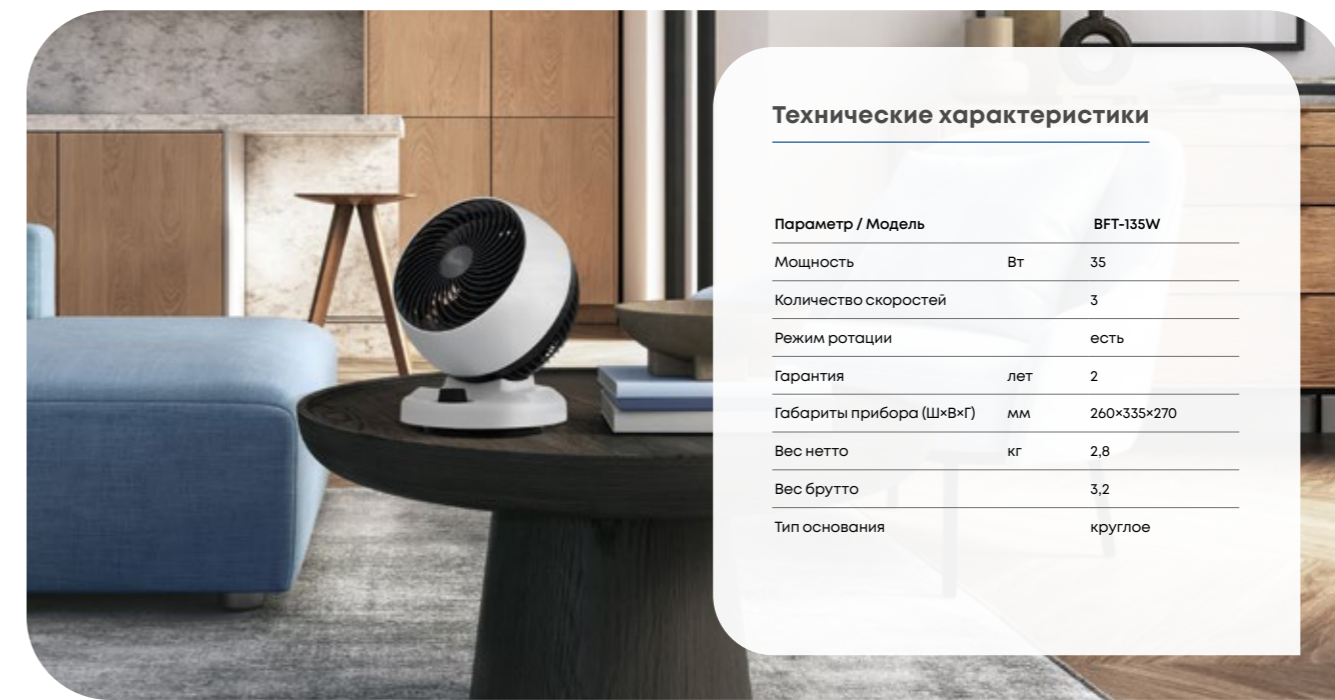 Технические характеристики
Параметр / Модель BFT-135W
Мощность Вт 35
Количество скоростей 3
Режим ротации есть
Гарантия лет 2
Габариты прибора (Ш×В×Г) мм 260×335×270
Вес нетто кг 2,8
Вес брутто 3,2
Тип основания круглое